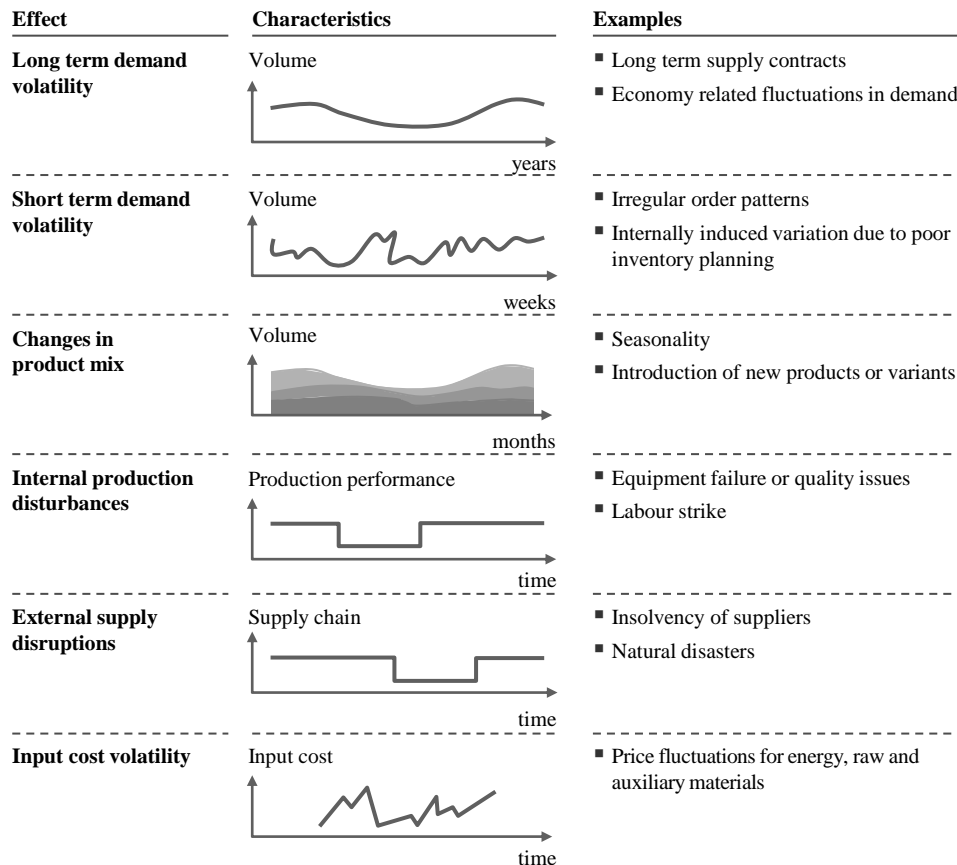 Effect Characteristics Examples
Long term demand
volatility
Volume
years
▪ Long term supply contracts
▪ Economy related fluctuations in demand
Short term demand
volatility
Volume
weeks
▪ Irregular order patterns
▪ Internally induced variation due to poor
inventory planning
Changes in
product mix
Volume
months
▪ Seasonality
▪ Introduction of new products or variants
Internal production
disturbances
Production performance
time
▪ Equipment failure or quality issues
▪ Labour strike
External supply
disruptions
Supply chain
time
▪ Insolvency of suppliers
▪ Natural disasters
Input cost volatility
Input cost
time
▪ Price fluctuations for energy, raw and
auxiliary materials